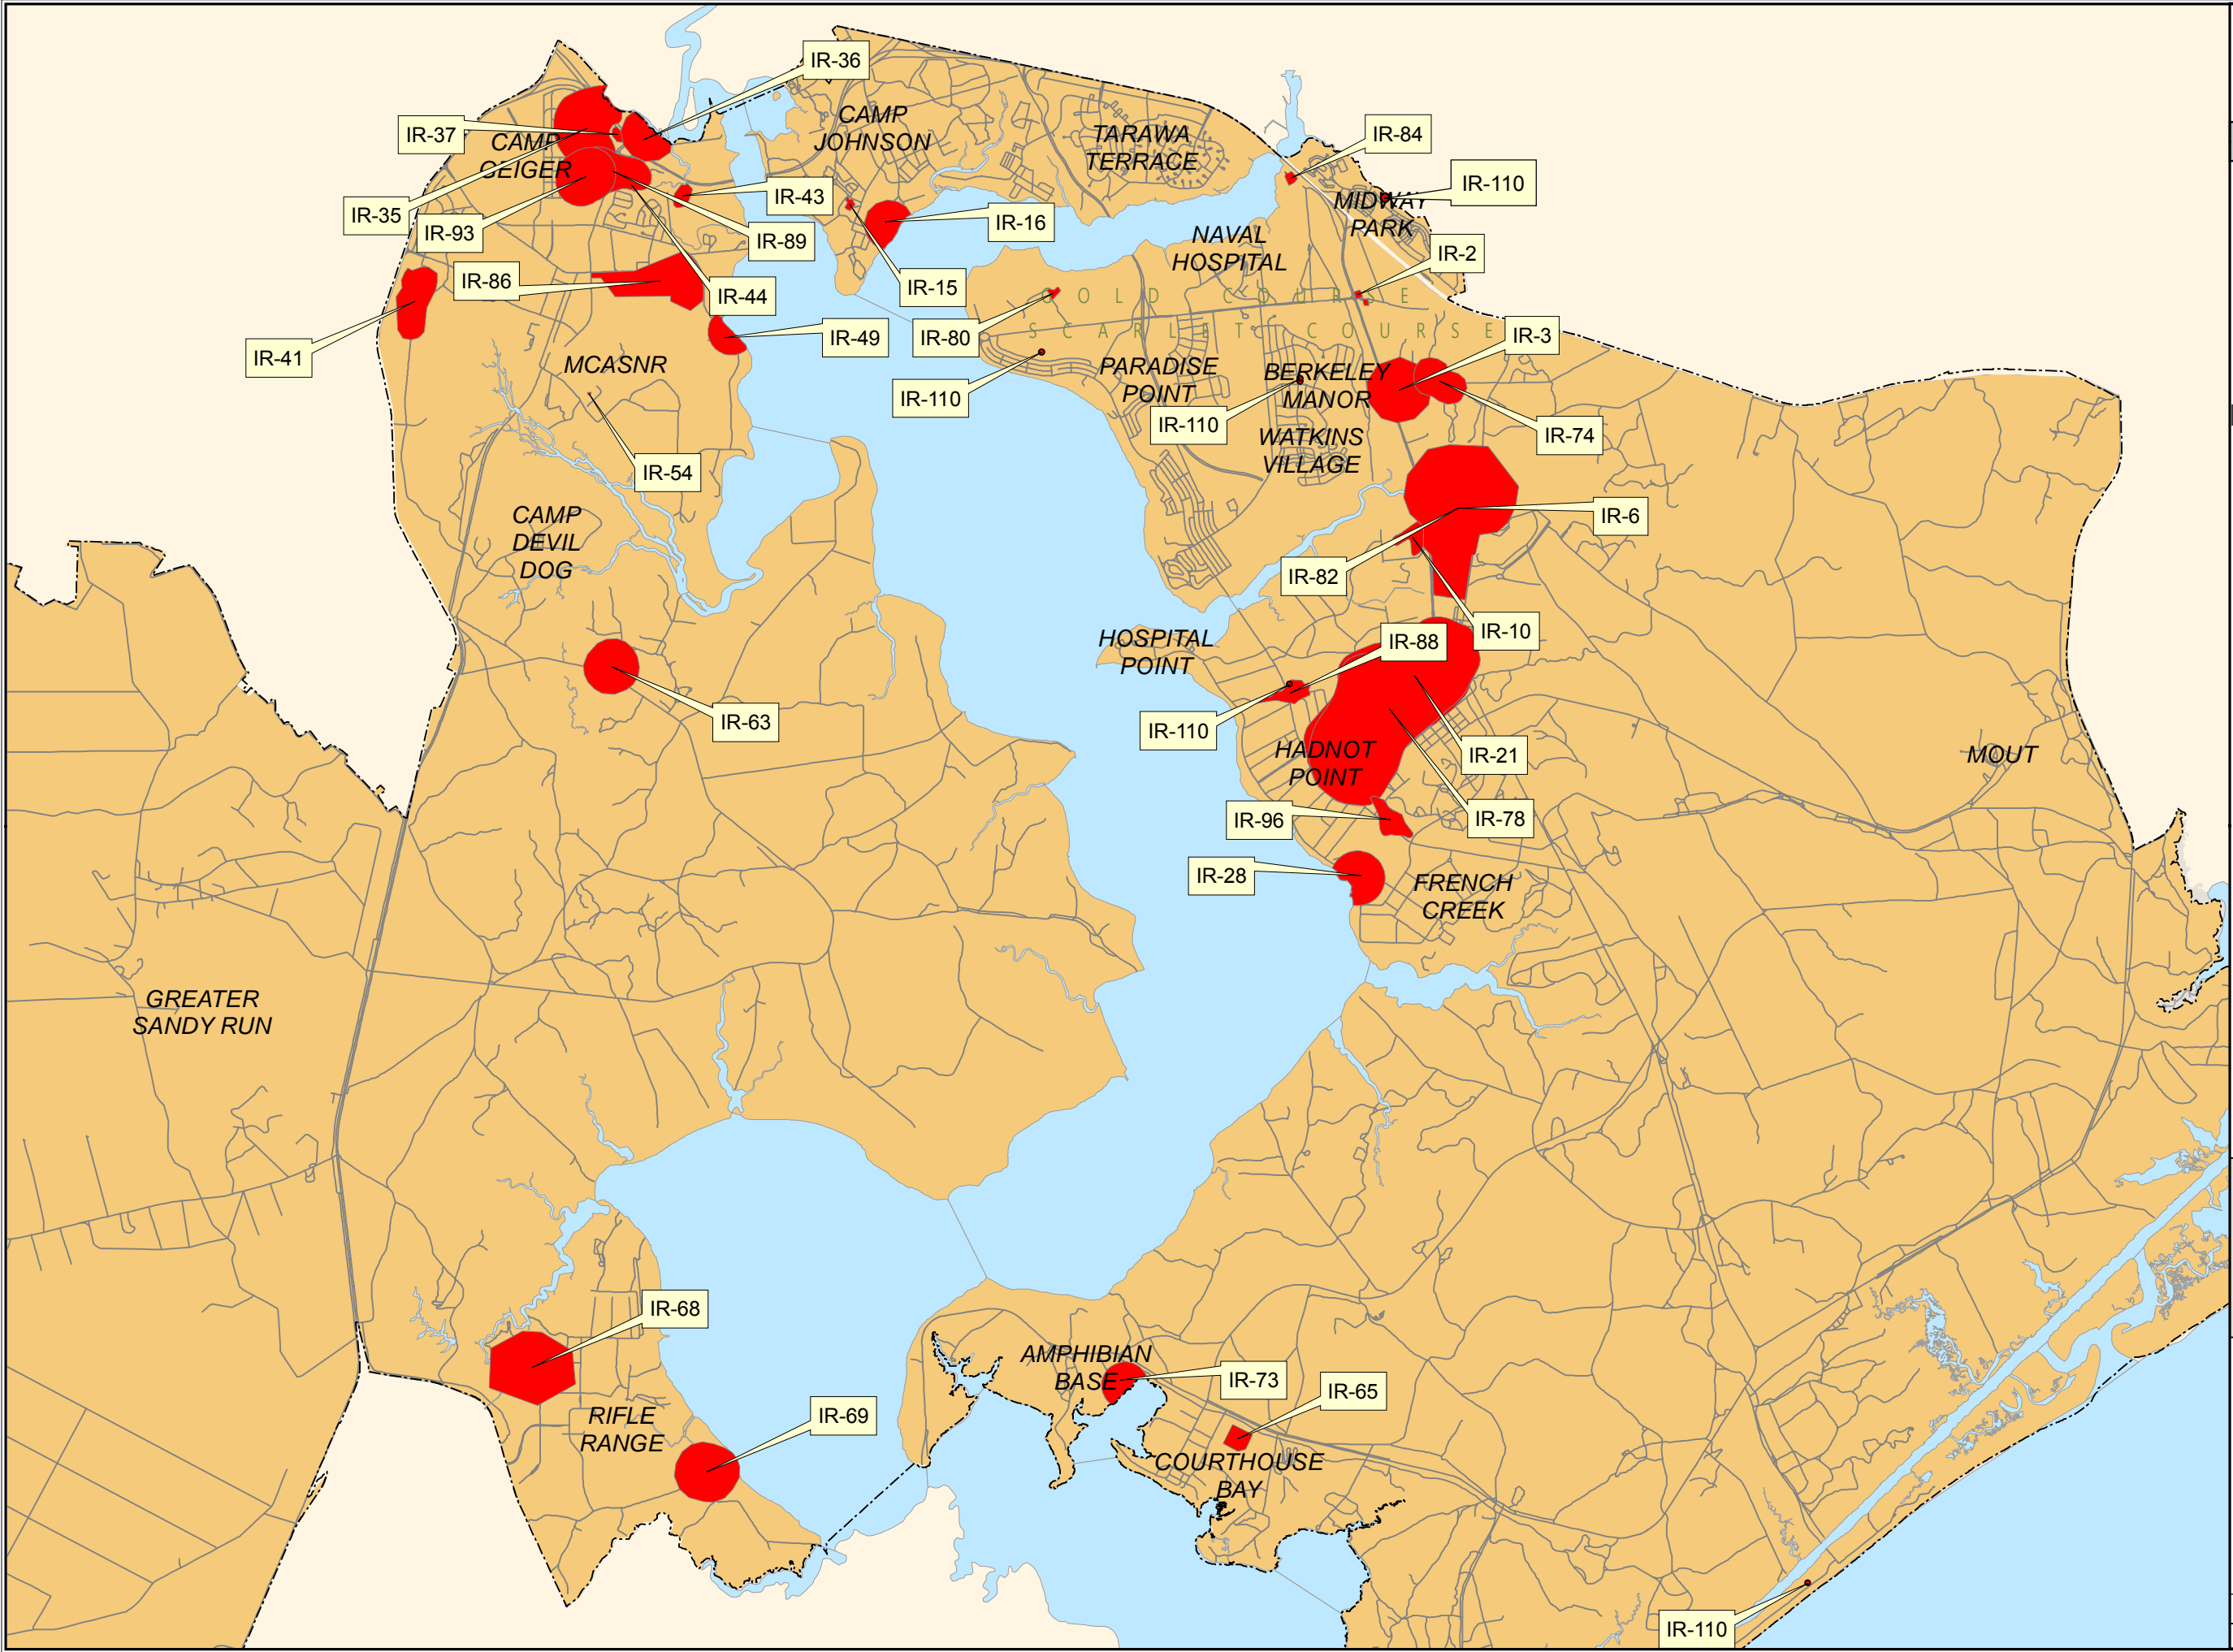 IR-36
CAMP
JOHNSON
IR-37
CAMP
GEIGER
TARAWA
TERRACE
IR-84
IR-110
IR-43
MIDWAY
PARK
IR-35
IR-93
IR-89
IR-16
NAVAL
HOSPITAL
IR-2
IR-86
IR-44
IR-15
GOLD COURSE
IR-41
IR-49
IR-80
SCARLET COURSE
IR-3
MCASNR
PARADISE
POINT
BERKELEY
MANOR
IR-110
IR-110
IR-74
IR-54
WATKINS
VILLAGE
CAMP
DEVIL
DOG
IR-6
IR-82
IR-10
HOSPITAL
POINT
IR-88
IR-63
IR-110
HADNOT
POINT
IR-21
MOUT
IR-96
IR-78
IR-28
FRENCH
CREEK
GREATER
SANDY RUN
IR-68
AMPHIBIAN
BASE
IR-73
IR-65
RIFLE
RANGE
IR-69
COURTHOUSE
BAY
IR-110